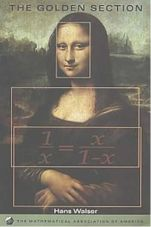 THE GOLDEN SECTION
1/x = x/1-x
Hans Walser
THE MATHEMATICAL ASSOCIATION OF AMERICA